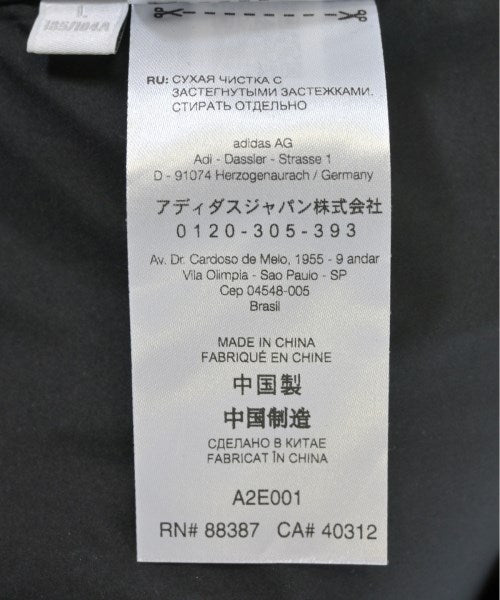 L
185/104A
RU: СУХАЯ ЧИСТКА С
ЗАСТЕГНУТЫМИ ЗАСТЕЖКАМИ.
СТИРАТЬ ОТДЕЛЬНО
adidas AG
Adi - Dassler - Strasse 1
D - 91074 Herzogenaurach / Germany
アディダスジャパン株式会社
0120-305-393
Av. Dr. Cardoso de Melo, 1955 - 9 andar
Vila Olimpia - Sao Paulo - SP
Cep 04548-005
Brasil
MADE IN CHINA
FABRIQUÉ EN CHINE
中国製
中国制造
СДЕЛАНО В КИТАЕ
FABRICAT ÎN CHINA
A2E001
RN# 88387 CA# 40312